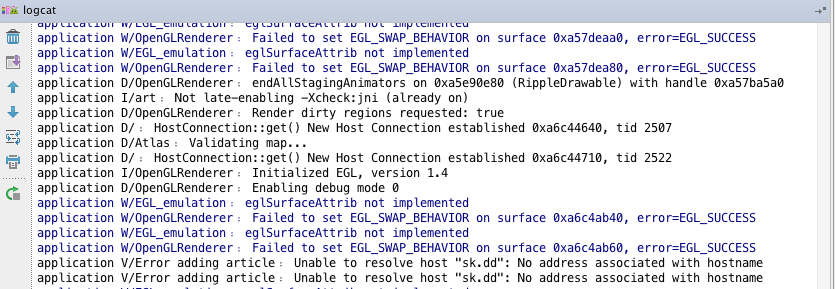 logcat
application W/EGL_emulation: eglSurfaceAttrib not implemented
application W/OpenGLRenderer: Failed to set EGL_SWAP_BEHAVIOR on surface 0xa57deaa0, error=EGL_SUCCESS
application W/EGL_emulation: eglSurfaceAttrib not implemented
application W/OpenGLRenderer: Failed to set EGL_SWAP_BEHAVIOR on surface 0xa57dea80, error=EGL_SUCCESS
application D/OpenGLRenderer: endAllStagingAnimators on 0xa5e90e80 (RippleDrawable) with handle 0xa57ba5a0
application I/art: Not late-enabling -Xcheck:jni (already on)
application D/OpenGLRenderer: Render dirty regions requested: true
application D/: HostConnection::get() New Host Connection established 0xa6c44640, tid 2507
application D/Atlas: Validating map...
application D/: HostConnection::get() New Host Connection established 0xa6c44710, tid 2522
application I/OpenGLRenderer: Initialized EGL, version 1.4
application D/OpenGLRenderer: Enabling debug mode 0
application W/EGL_emulation: eglSurfaceAttrib not implemented
application W/OpenGLRenderer: Failed to set EGL_SWAP_BEHAVIOR on surface 0xa6c4ab40, error=EGL_SUCCESS
application W/EGL_emulation: eglSurfaceAttrib not implemented
application W/OpenGLRenderer: Failed to set EGL_SWAP_BEHAVIOR on surface 0xa6c4ab60, error=EGL_SUCCESS
application V/Error adding article: Unable to resolve host "sk.dd": No address associated with hostname
application V/Error adding article: Unable to resolve host "sk.dd": No address associated with hostname